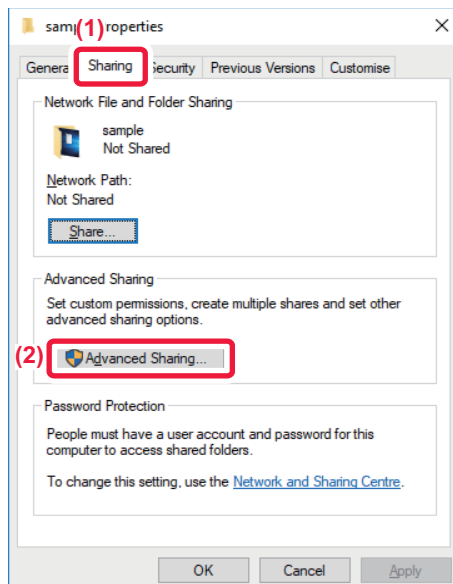 (1)
sam roperties
Genera Sharing ecurity Previous Versions Customise
Network File and Folder Sharing
sample
Not Shared
Network Path:
Not Shared
Share...
Advanced Sharing
Set custom permissions, create multiple shares and set other
advanced sharing options.
(2)
Advanced Sharing...
Password Protection
People must have a user account and password for this
computer to access shared folders.
To change this setting, use the Network and Sharing Centre.
OK Cancel Apply